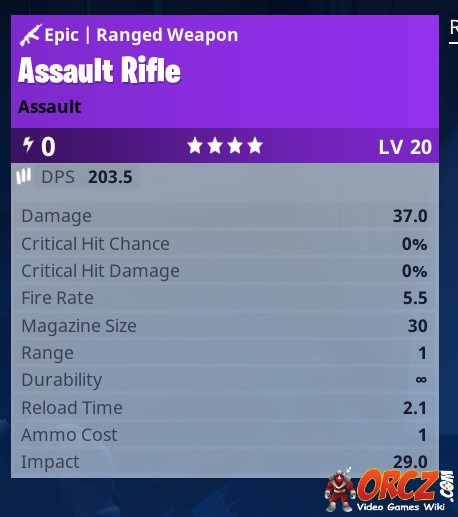 Epic | Ranged Weapon
R
Assault Rifle
Assault
0 LV 20
DPS 203.5
Damage 37.0
Critical Hit Chance 0%
Critical Hit Damage 0%
Fire Rate 5.5
Magazine Size 30
Range 1
Durability ∞
Reload Time 2.1
Ammo Cost 1
Impact 29.0
ORCZ.COM
Video Games Wiki